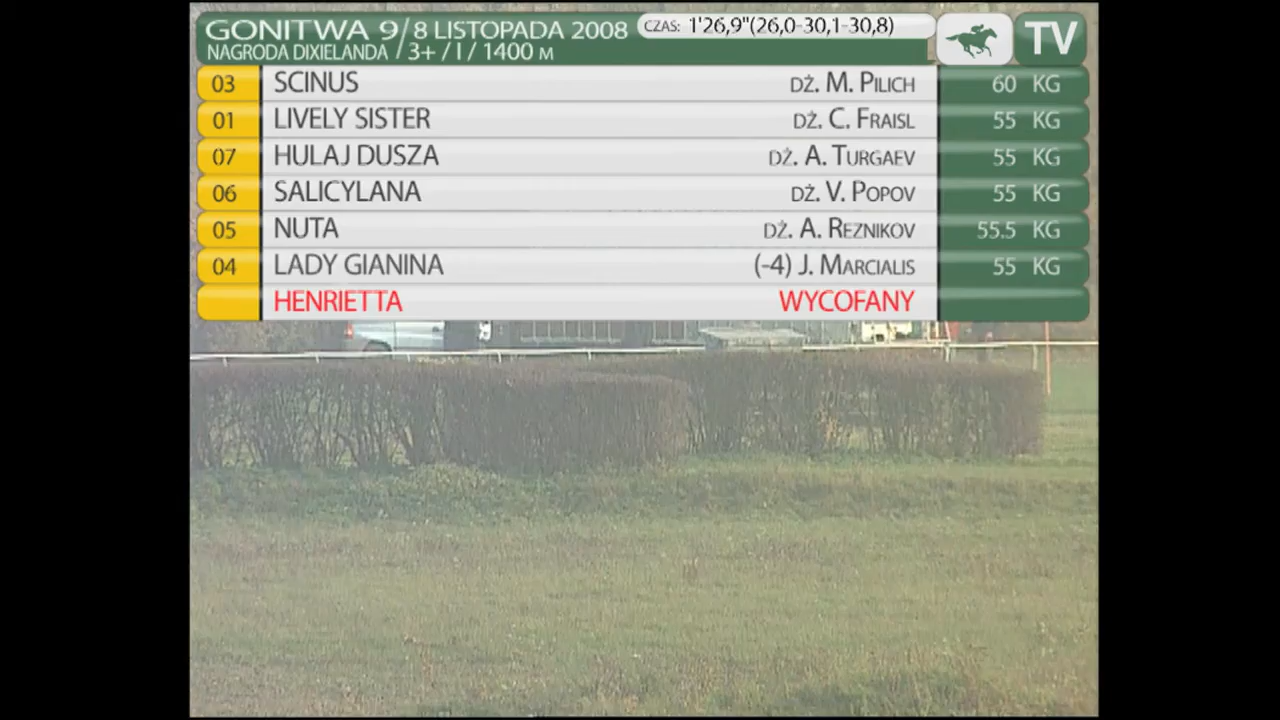 GONITWA 9/8 LISTOPADA 2008 CZAS: 1'26,9"(26,0-30,1-30,8) TV
NAGRODA DIXIELANDA / 3+ / I / 1400 M
03 SCINUS DŻ. M. PILICH 60 KG
01 LIVELY SISTER DŻ. C. FRAISL 55 KG
07 HULAJ DUSZA DŻ. A. TURGAEV 55 KG
06 SALICYLANA DŻ. V. POPOV 55 KG
05 NUTA DŻ. A. REZNIKOV 55.5 KG
04 LADY GIANINA (-4) J. MARCIALIS 55 KG
HENRIETTA WYCOFANY